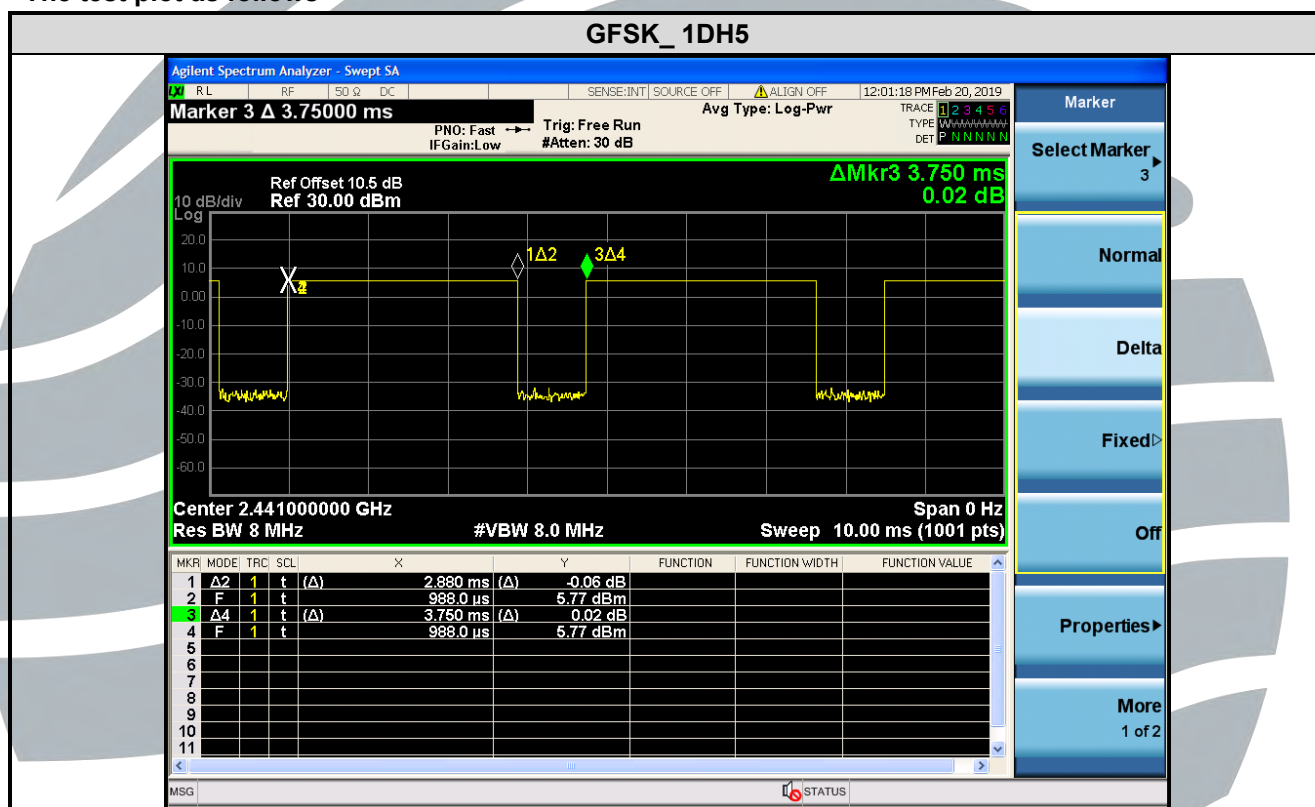 The test plot as follows
GFSK_ 1DH5
Agilent Spectrum Analyzer - Swept SA
LXI RL RF 50 Ω DC SENSE:INT SOURCE OFF ALIGN OFF 12:01:18 PM Feb 20, 2019
Marker 3 Δ 3.75000 ms
PNO: Fast
IFGain:Low
Trig: Free Run
#Atten: 30 dB
Avg Type: Log-Pwr
TRACE 1 2 3 4 5 6
TYPE
DET P N N N N N
ΔMkr3 3.750 ms
0.02 dB
Ref Offset 10.5 dB
10 dB/div Ref 30.00 dBm
Log
20.0
10.0
0.00
-10.0
-20.0
-30.0
-40.0
-50.0
-60.0
1Δ2
3Δ4
Center 2.441000000 GHz Span 0 Hz
Res BW 8 MHz #VBW 8.0 MHz Sweep 10.00 ms (1001 pts)
MKR MODE TRC SCL X Y FUNCTION FUNCTION WIDTH FUNCTION VALUE
1 Δ2 1 t (Δ) 2.880 ms (Δ) -0.06 dB
2 F 1 t 988.0 µs 5.77 dBm
3 Δ4 1 t (Δ) 3.750 ms (Δ) 0.02 dB
4 F 1 t 988.0 µs 5.77 dBm
5
6
7
8
9
10
11
MSG STATUS
Marker
Select Marker
3
Normal
Delta
Fixed
Off
Properties
More
1 of 2